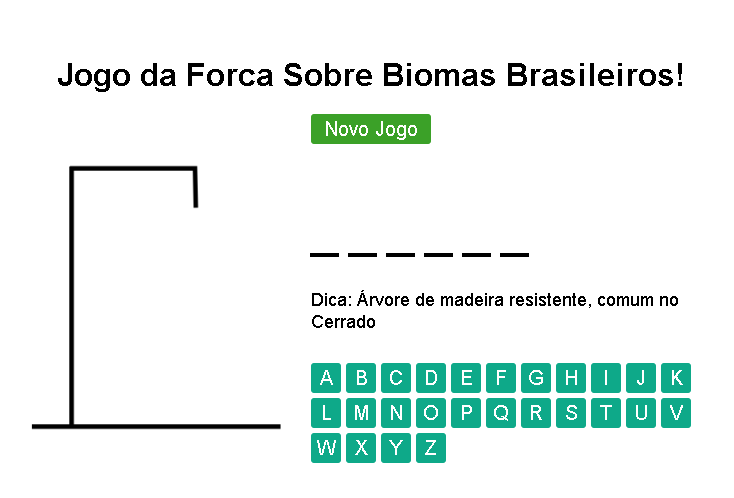 Jogo da Forca Sobre Biomas Brasileiros!
Novo Jogo
Dica: Árvore de madeira resistente, comum no
Cerrado
A B C D E F G H I J K
L M N O P Q R S T U V
W X Y Z